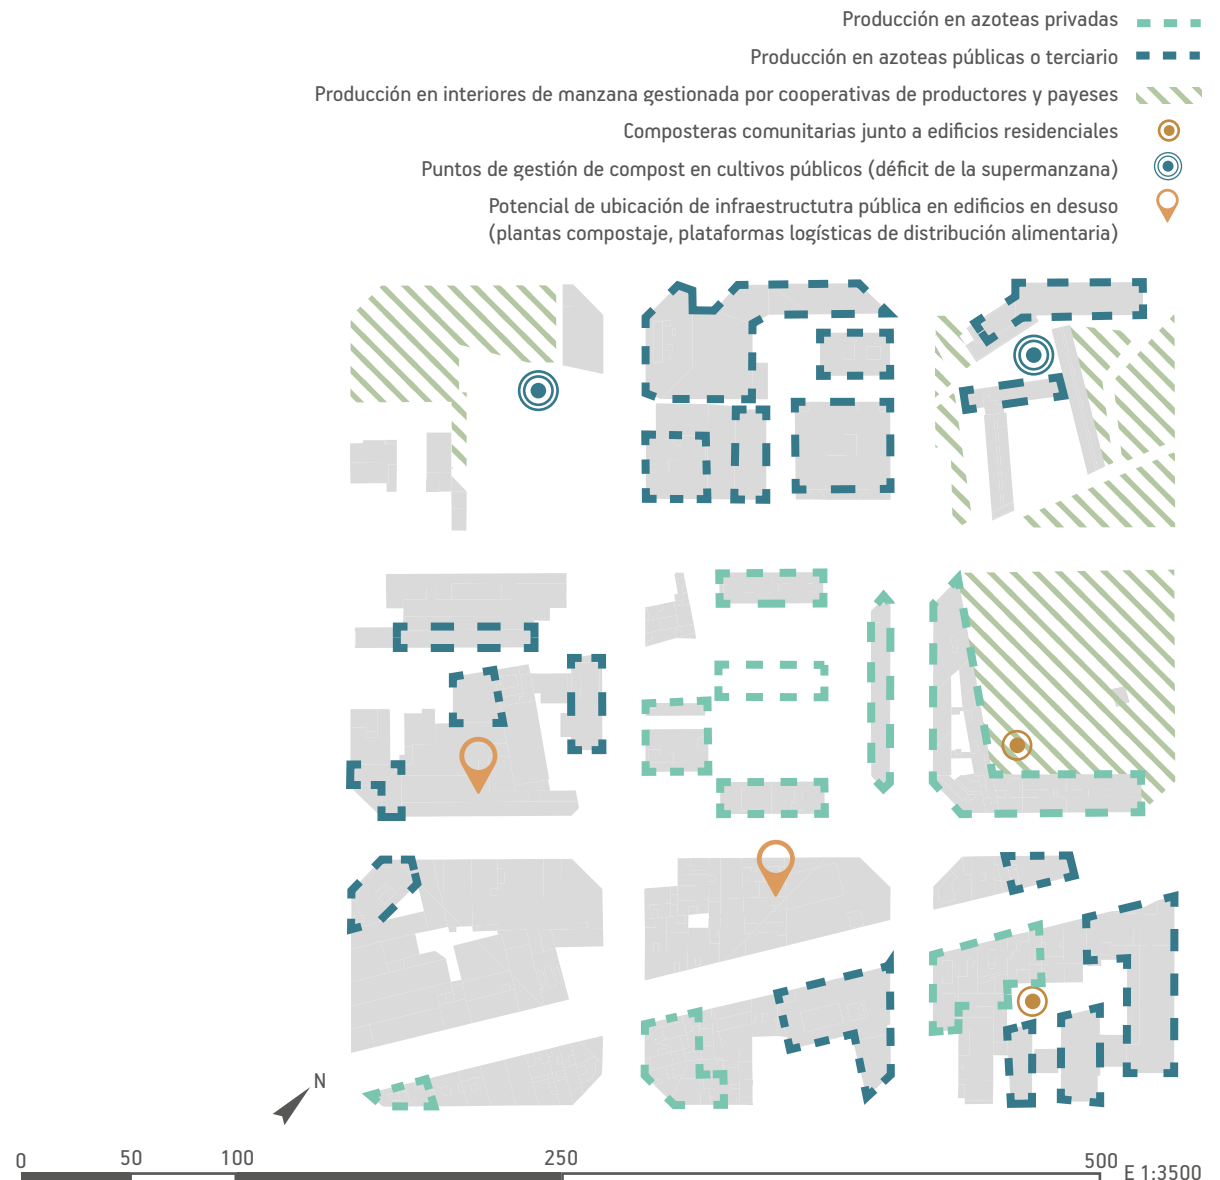 Producción en azoteas privadas
Producción en azoteas públicas o terciario
Producción en interiores de manzana gestionada por cooperativas de productores y payeses
Composteras comunitarias junto a edificios residenciales
Puntos de gestión de compost en cultivos públicos (déficit de la supermanzana)
Potencial de ubicación de infraestructutra pública en edificios en desuso
(plantas compostaje, plataformas logísticas de distribución alimentaria)
N
0 50 100 250 500 E 1:3500